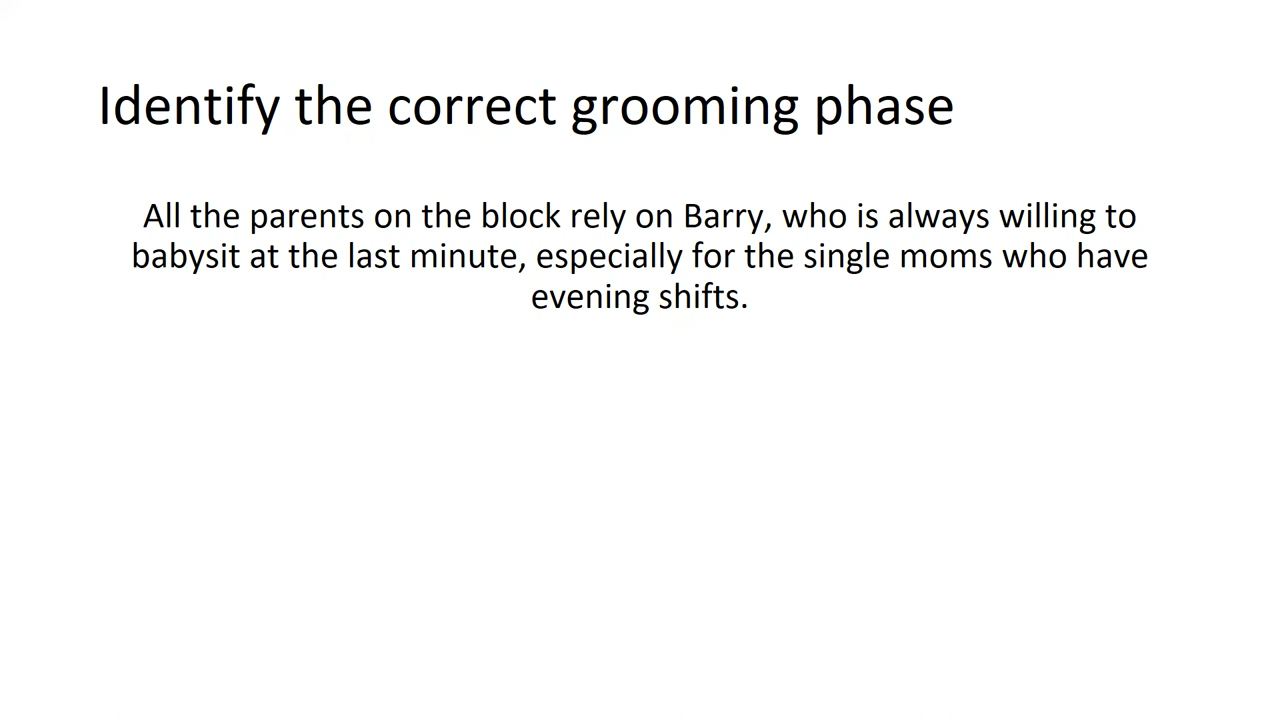 Identify the correct grooming phase
All the parents on the block rely on Barry, who is always willing to
babysit at the last minute, especially for the single moms who have
evening shifts.